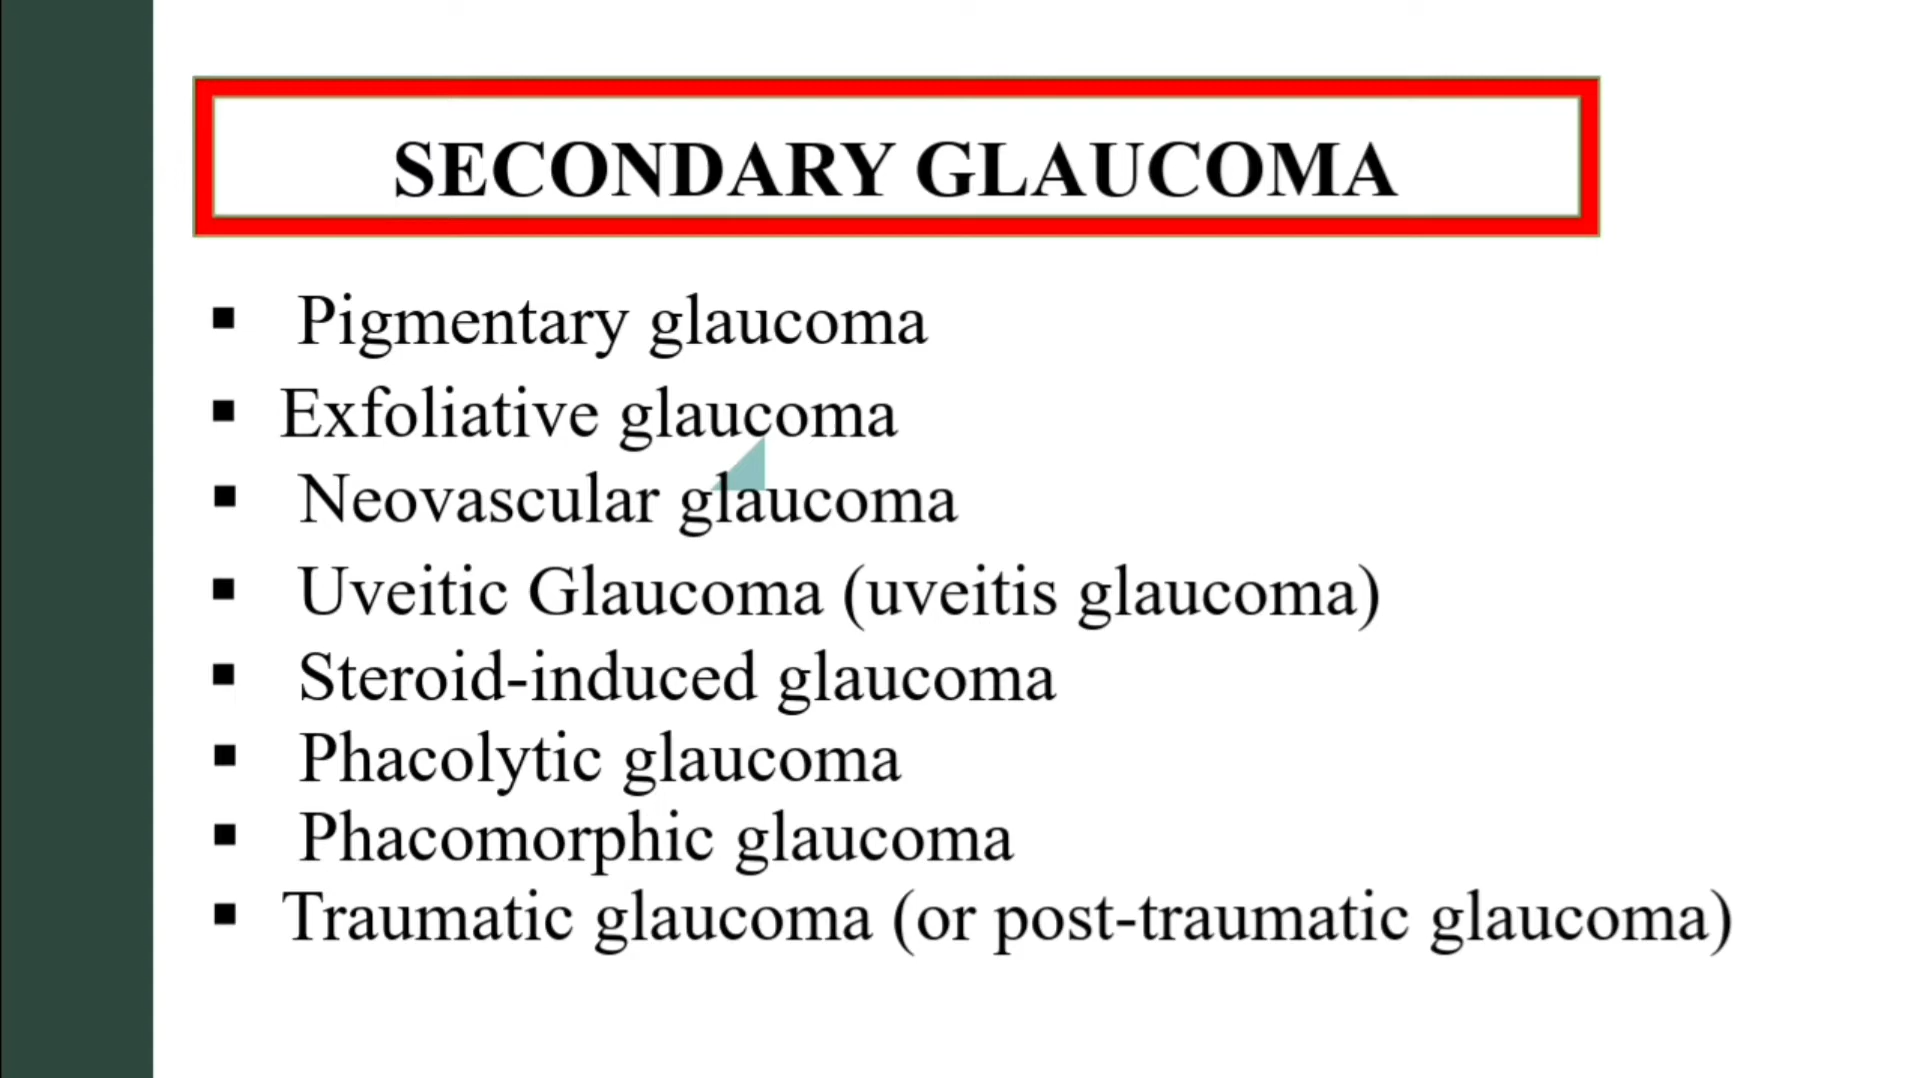 SECONDARY GLAUCOMA
▪ Pigmentary glaucoma
▪ Exfoliative glaucoma
▪ Neovascular glaucoma
▪ Uveitic Glaucoma (uveitis glaucoma)
▪ Steroid-induced glaucoma
▪ Phacolytic glaucoma
▪ Phacomorphic glaucoma
▪ Traumatic glaucoma (or post-traumatic glaucoma)